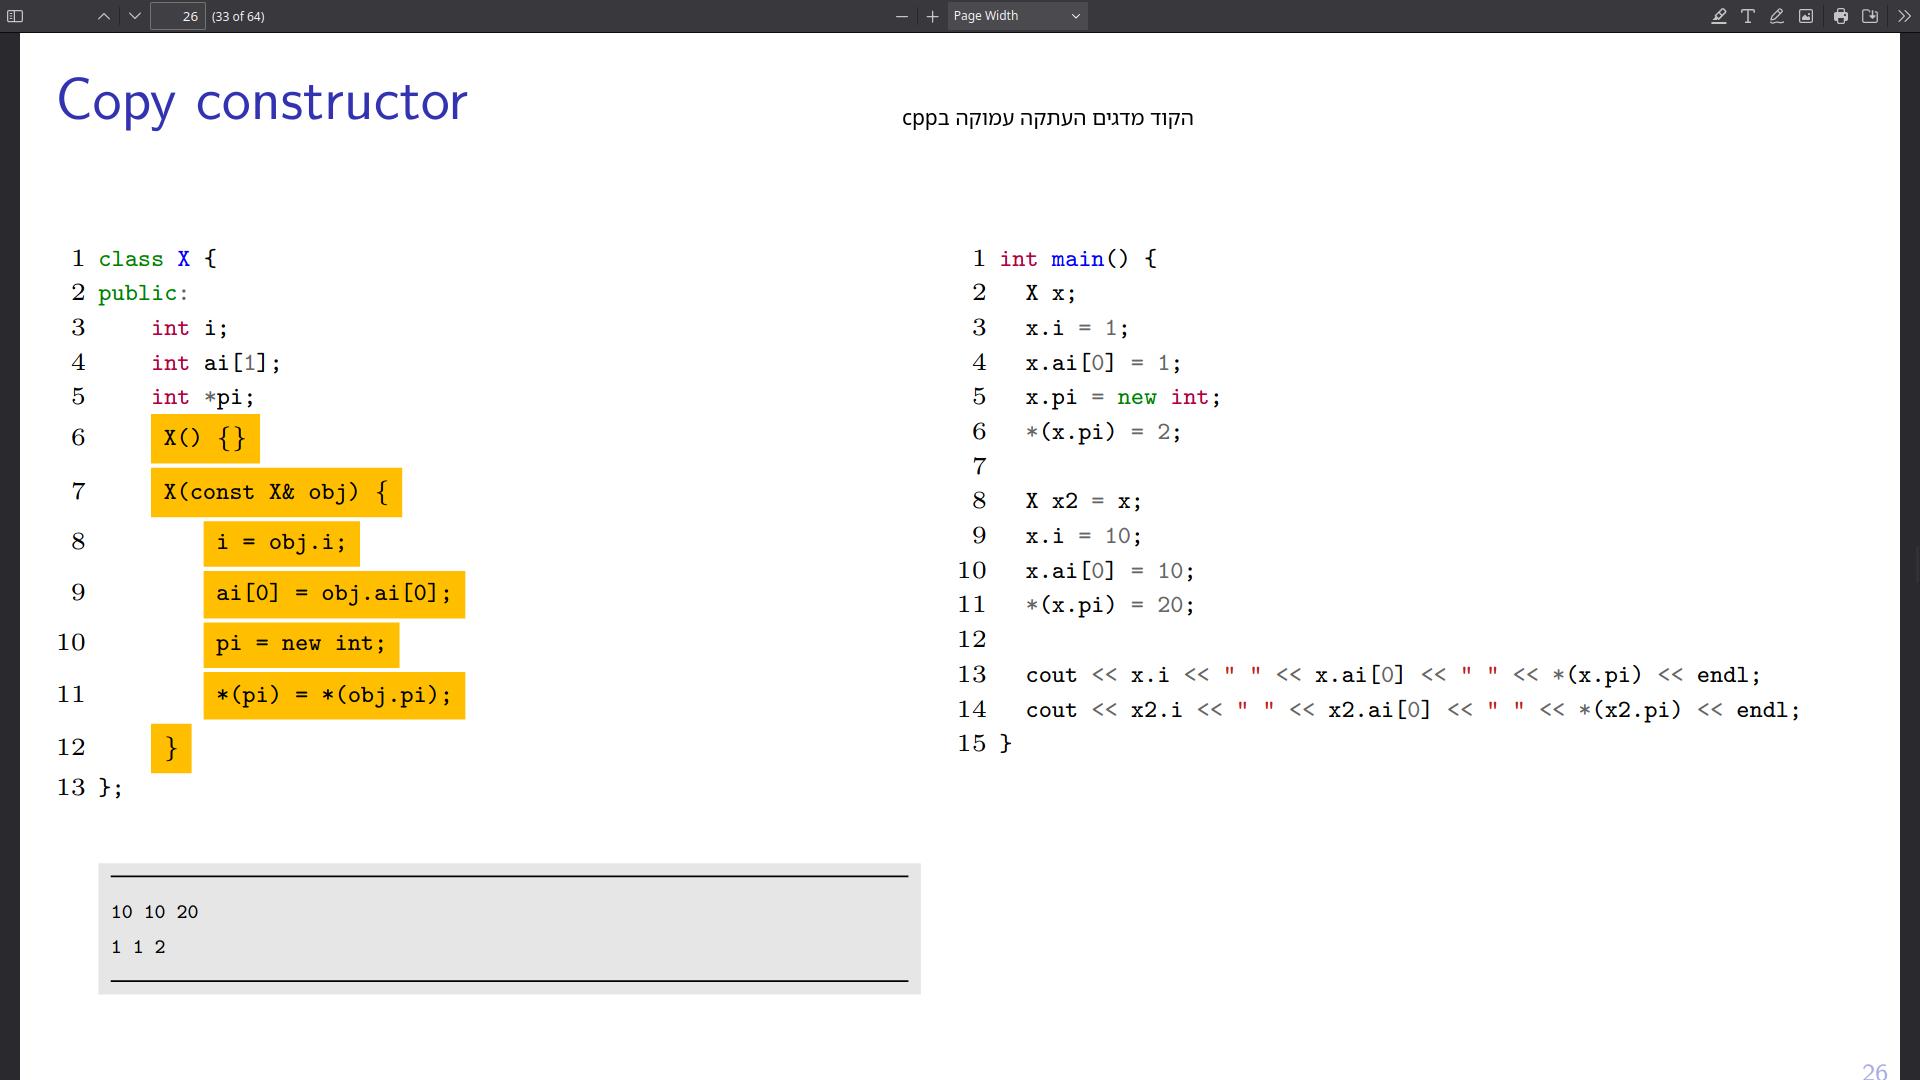 26 (33 of 64) Page Width
Copy constructor
הקוד מדגים העתקה עמוקה בcpp
1 class X {
2 public:
3     int i;
4     int ai[1];
5     int *pi;
6     X() {}
7     X(const X& obj) {
8         i = obj.i;
9         ai[0] = obj.ai[0];
10         pi = new int;
11         *(pi) = *(obj.pi);
12     }
13 };
1 int main() {
2   X x;
3   x.i = 1;
4   x.ai[0] = 1;
5   x.pi = new int;
6   *(x.pi) = 2;
7
8   X x2 = x;
9   x.i = 10;
10   x.ai[0] = 10;
11   *(x.pi) = 20;
12
13   cout << x.i << " " << x.ai[0] << " " << *(x.pi) << endl;
14   cout << x2.i << " " << x2.ai[0] << " " << *(x2.pi) << endl;
15 }
10 10 20
1 1 2
26